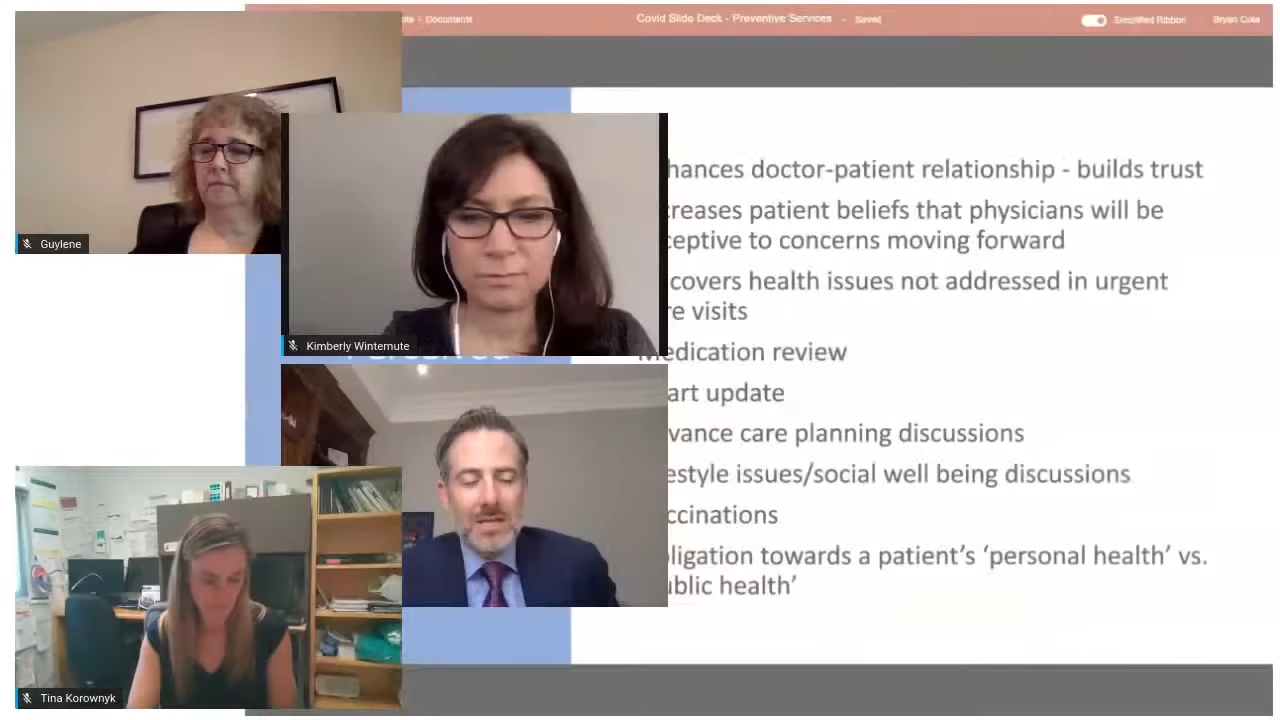 Documents
Covid Slide Deck - Preventive Services - Saved
Simplified Ribbon
Bryan Cote
Guylene
Kimberly Wintemute
Tina Korownyk
hances doctor-patient relationship - builds trust
creases patient beliefs that physicians will be
ceptive to concerns moving forward
covers health issues not addressed in urgent
re visits
Medication review
art update
vance care planning discussions
estyle issues/social well being discussions
ccinations
ligation towards a patient's 'personal health' vs.
ublic health'